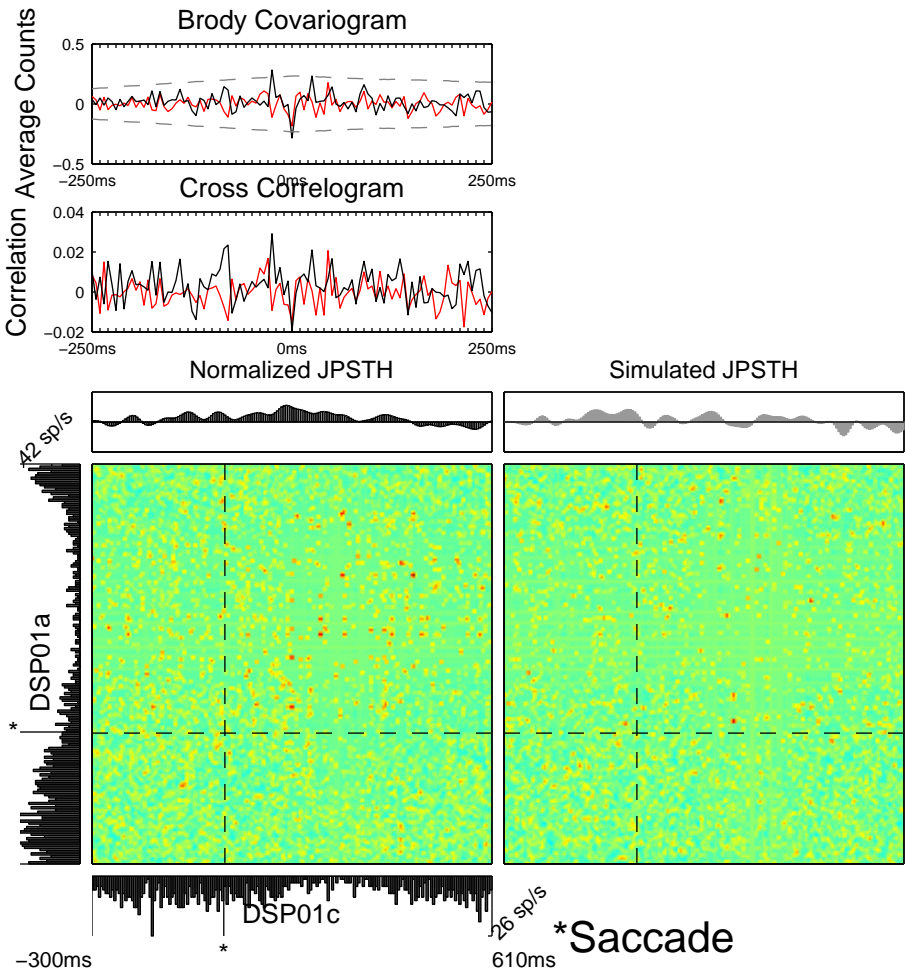 Brody Covariogram
Average Counts
0.5
0
−0.5
−250ms
0ms
250ms
Cross Correlogram
Correlation
0.04
0.02
0
−0.02
−250ms
0ms
250ms
Normalized JPSTH
Simulated JPSTH
42 sp/s
DSP01a
*
DSP01c
26 sp/s
*
*Saccade
−300ms
610ms